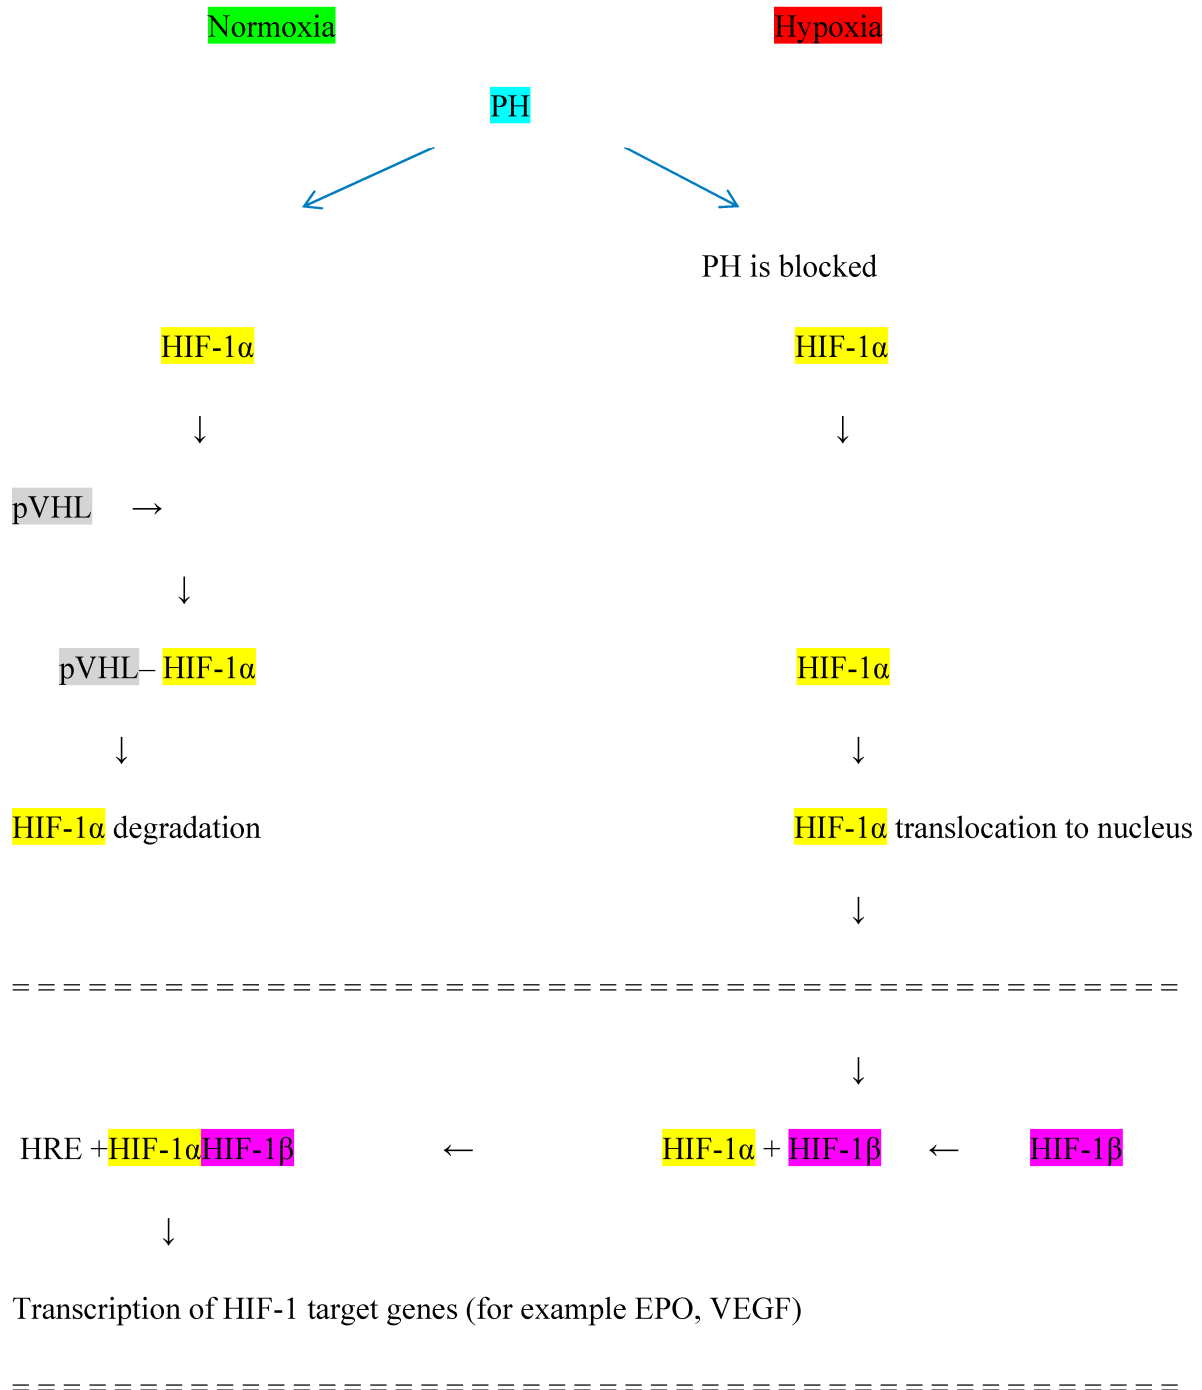 Normoxia Hypoxia
PH
PH is blocked
HIF-1α HIF-1α
↓ ↓
pVHL →
↓
pVHL– HIF-1α HIF-1α
↓ ↓
HIF-1α degradation HIF-1α translocation to nucleus
↓
= = = = = = = = = = = = = = = = = = = = = = = = = = = = = = = = = = = = = = = = = = = = = =
↓
HRE +HIF-1αHIF-1β ← HIF-1α + HIF-1β ← HIF-1β
↓
Transcription of HIF-1 target genes (for example EPO, VEGF)
= = = = = = = = = = = = = = = = = = = = = = = = = = = = = = = = = = = = = = = = = = = = = =